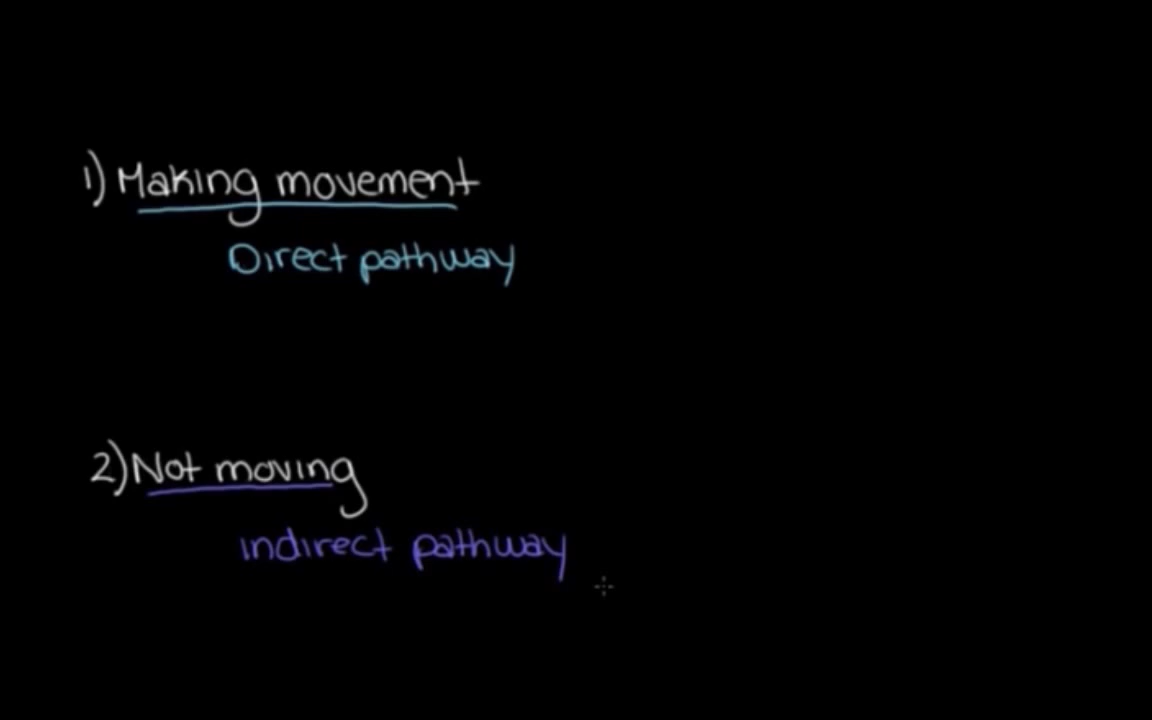 1) Making movement
Direct pathway
2) Not moving
indirect pathway